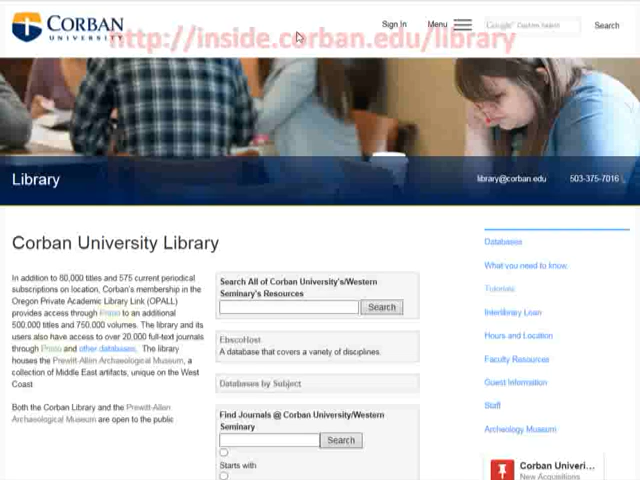 CORBAN
UNIVERSITY
Sign In
Menu
Google Custom Search
Search
http://inside.corban.edu/library
Library
library@corban.edu
503-375-7016
Corban University Library
In addition to 80,000 titles and 575 current periodical
subscriptions on location, Corban's membership in the
Oregon Private Academic Library Link (OPALL)
provides access through Primo to an additional
500,000 titles and 750,000 volumes. The library and its
users also have access to over 20,000 full-text journals
through Primo and other databases. The library
houses the Prewitt-Allen Archaeological Museum, a
collection of Middle East artifacts, unique on the West
Coast
Both the Corban Library and the Prewitt-Allen
Archaeological Museum are open to the public
Search All of Corban University's/Western
Seminary's Resources
Search
EbscoHost
A database that covers a variety of disciplines.
Databases by Subject
Find Journals @ Corban University/Western
Seminary
Search
Starts with
Databases
What you need to know.
Tutorials
Interlibrary Loan
Hours and Location
Faculty Resources
Guest Information
Staff
Archeology Museum
Corban Univeri...
New Acquisitions